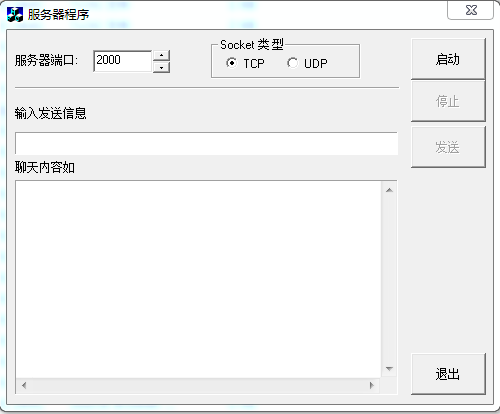 服务器程序
服务器端口: 2000
Socket 类型
TCP UDP
启动
停止
输入发送信息
发送
聊天内容如
退出